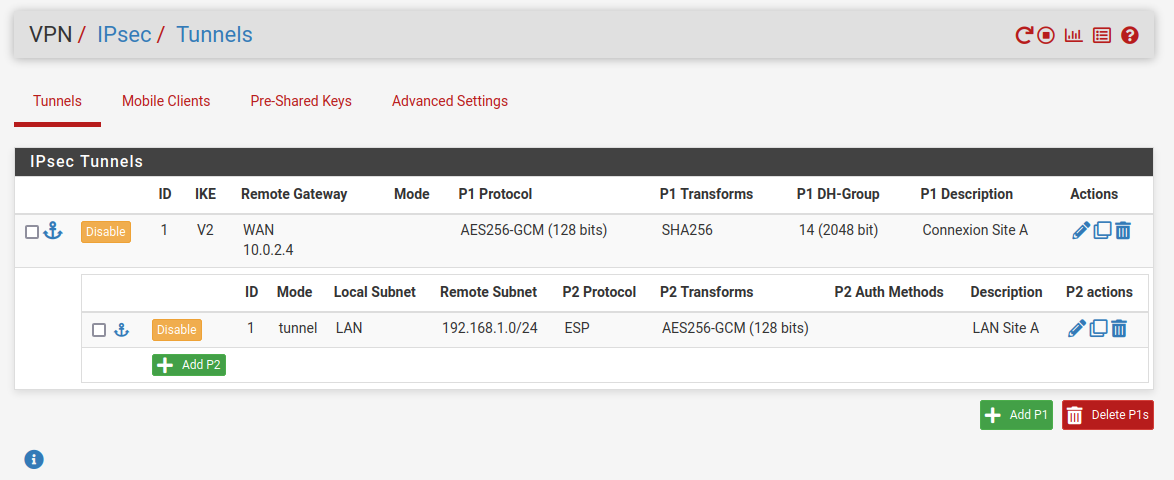 VPN / IPsec / Tunnels
Tunnels Mobile Clients Pre-Shared Keys Advanced Settings
IPsec Tunnels
ID IKE Remote Gateway Mode P1 Protocol P1 Transforms P1 DH-Group P1 Description Actions
Disable 1 V2 WAN AES256-GCM (128 bits) SHA256 14 (2048 bit) Connexion Site A
10.0.2.4
ID Mode Local Subnet Remote Subnet P2 Protocol P2 Transforms P2 Auth Methods Description P2 actions
Disable 1 tunnel LAN 192.168.1.0/24 ESP AES256-GCM (128 bits) LAN Site A
Add P2
Add P1 Delete P1s